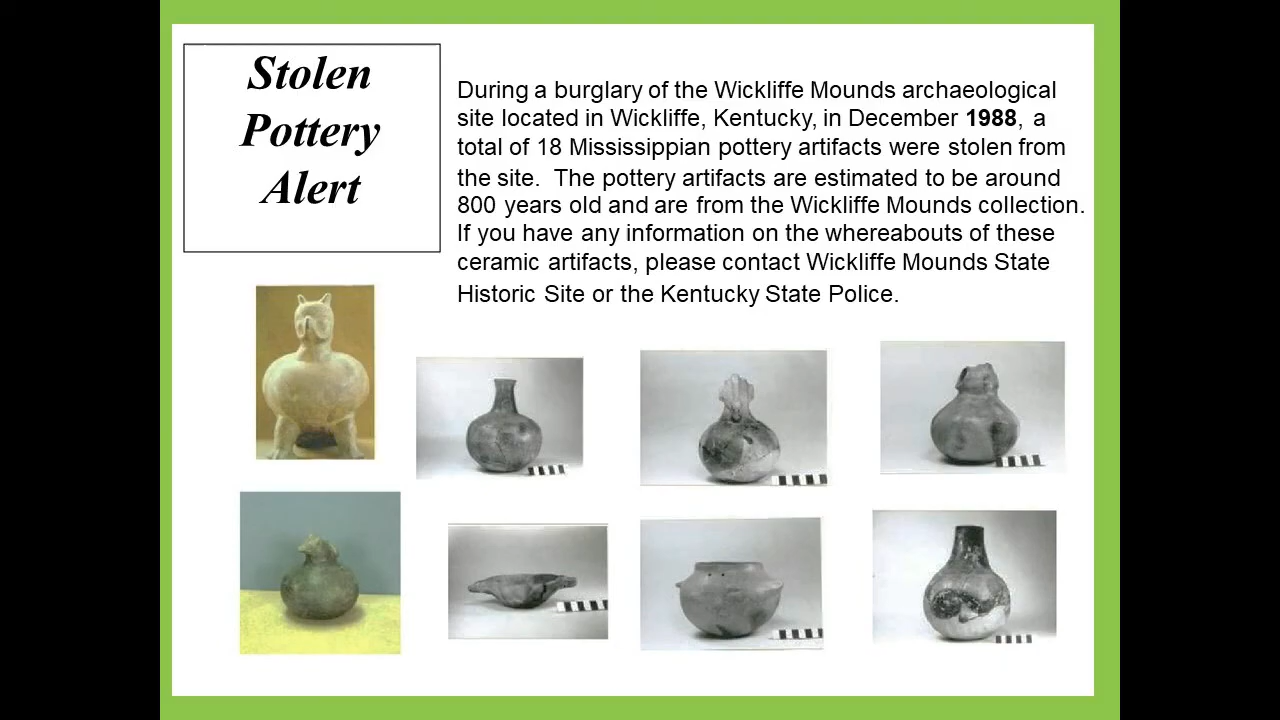 Stolen
Pottery
Alert
During a burglary of the Wickliffe Mounds archaeological
site located in Wickliffe, Kentucky, in December 1988, a
total of 18 Mississippian pottery artifacts were stolen from
the site. The pottery artifacts are estimated to be around
800 years old and are from the Wickliffe Mounds collection.
If you have any information on the whereabouts of these
ceramic artifacts, please contact Wickliffe Mounds State
Historic Site or the Kentucky State Police.